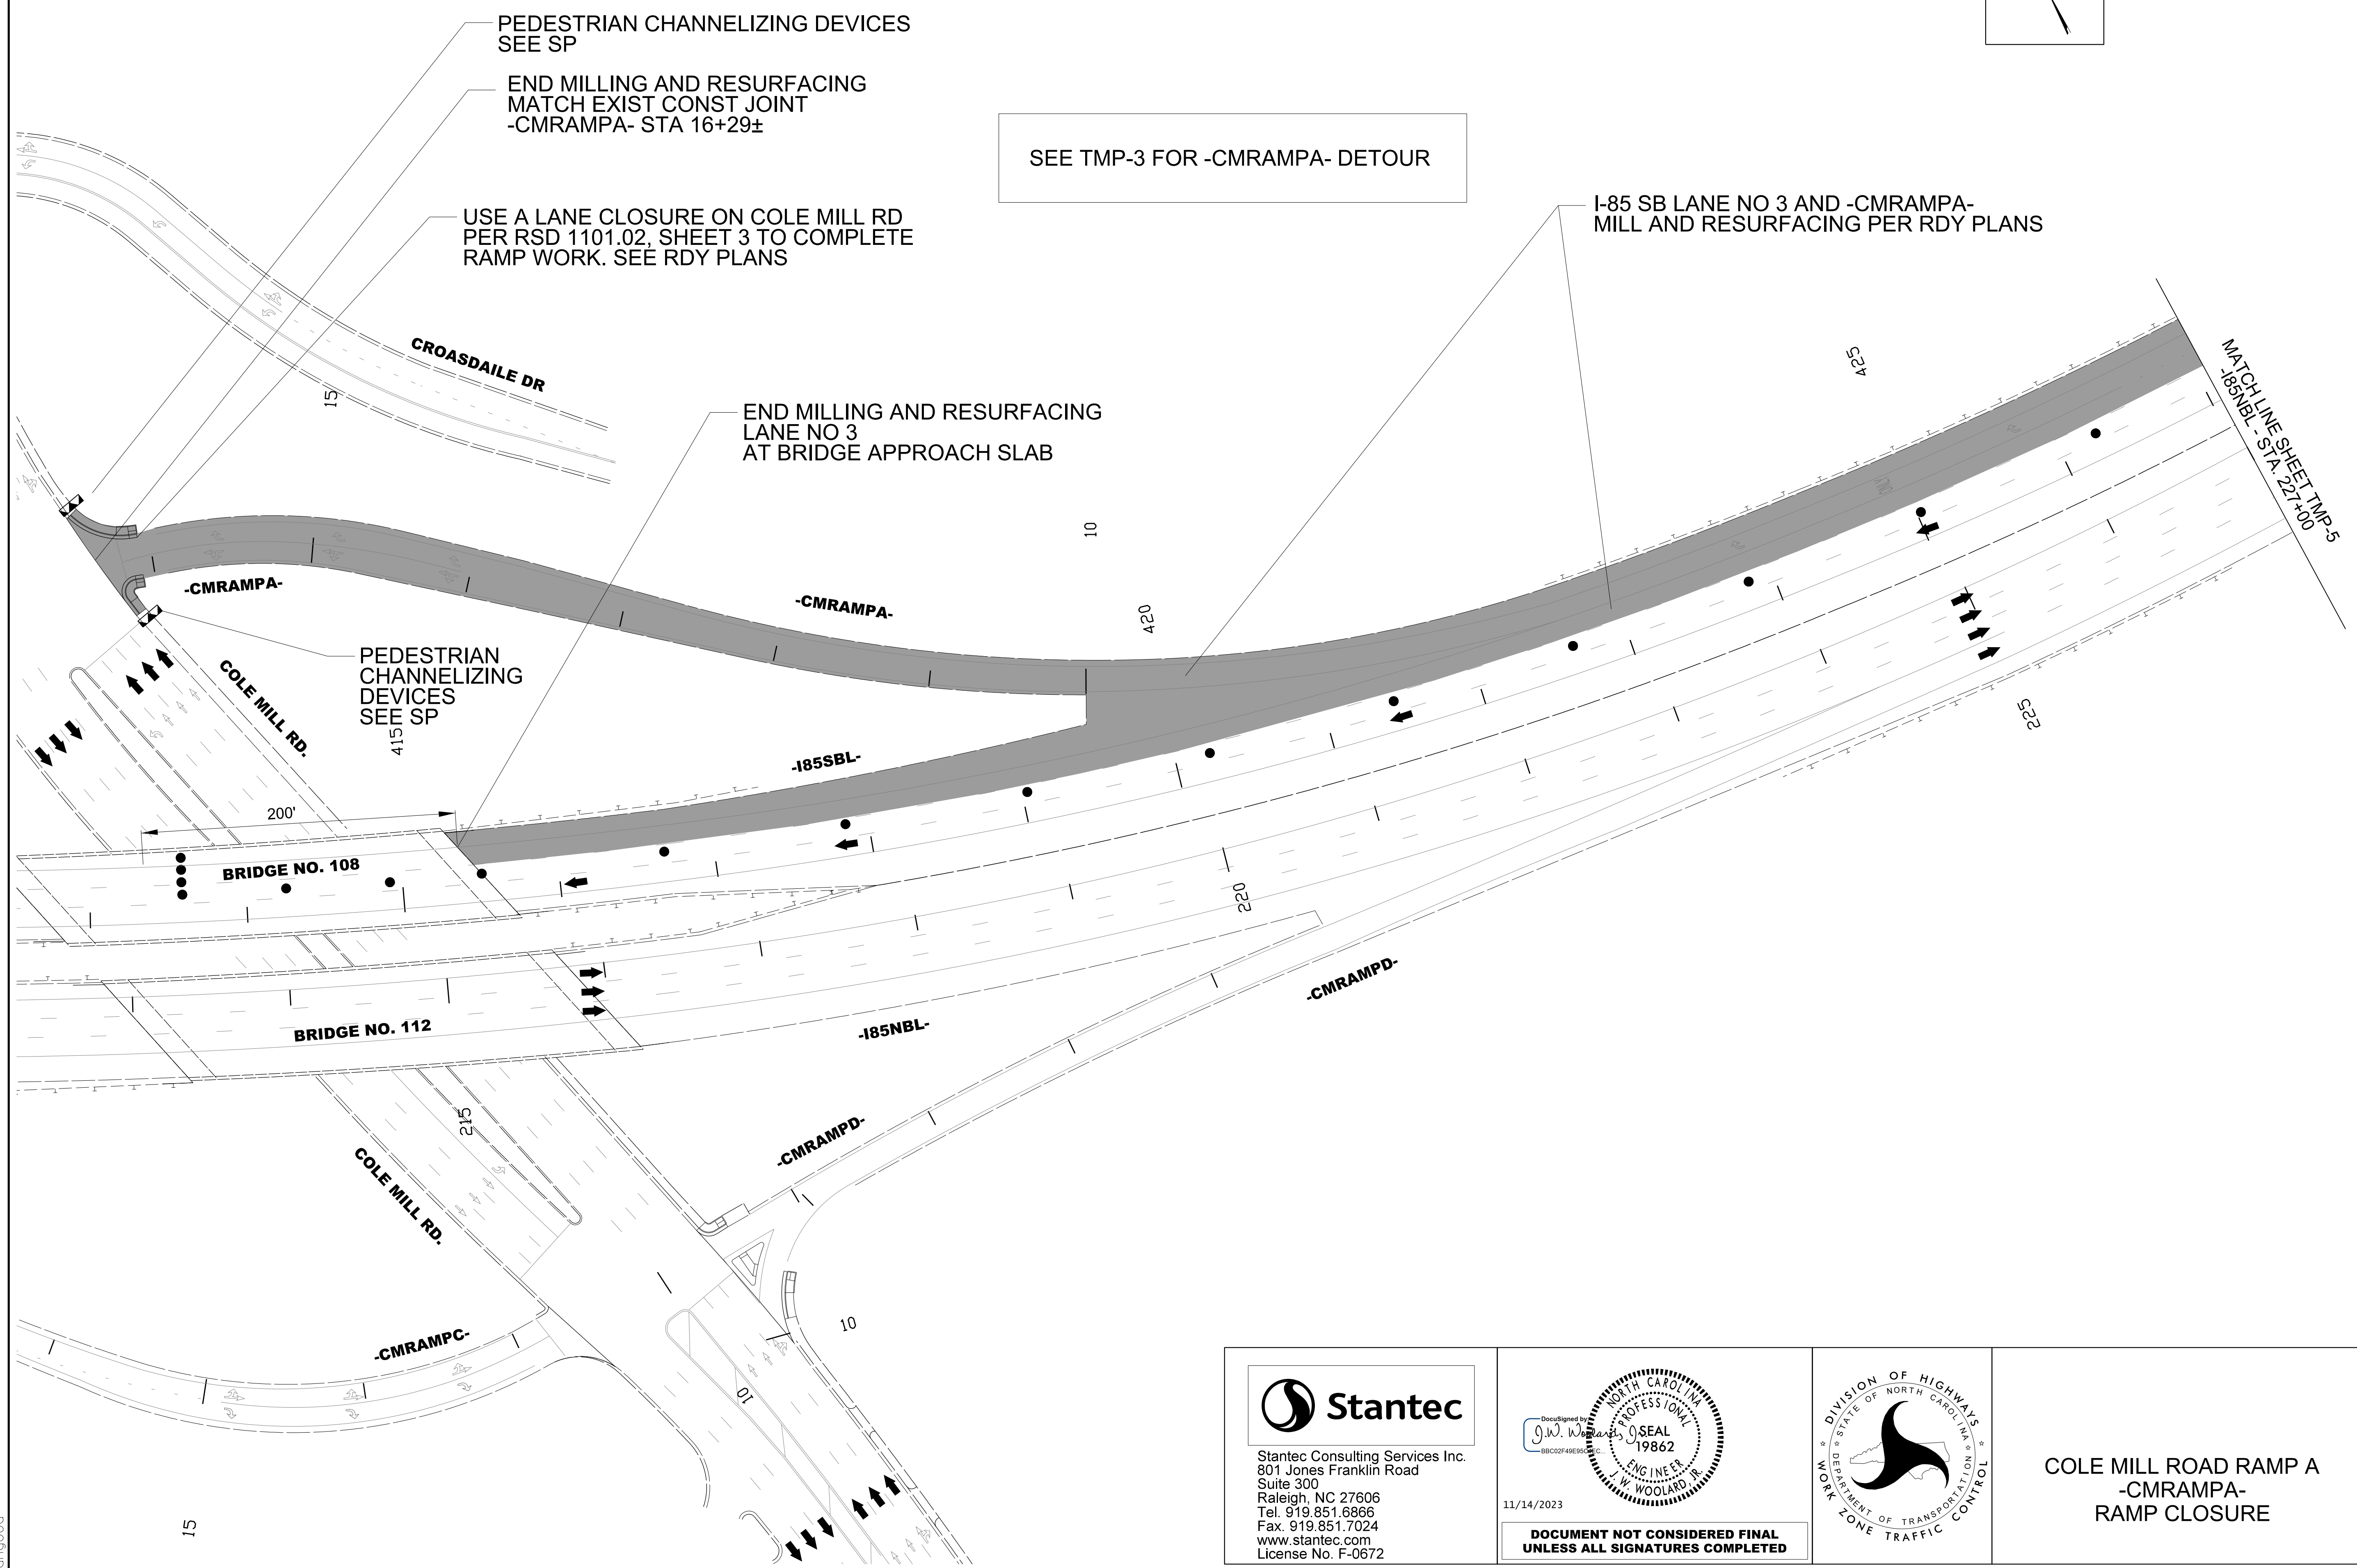 PEDESTRIAN CHANNELIZING DEVICES
SEE SP
END MILLING AND RESURFACING
MATCH EXIST CONST JOINT
-CMRAMPA- STA 16+29±
SEE TMP-3 FOR -CMRAMPA- DETOUR
USE A LANE CLOSURE ON COLE MILL RD
PER RSD 1101.02, SHEET 3 TO COMPLETE
RAMP WORK. SEE RDY PLANS
I-85 SB LANE NO 3 AND -CMRAMPA-
MILL AND RESURFACING PER RDY PLANS
CROASDAILE DR
15
425
MATCH LINE SHEET TMP-5
-I85NBL - STA. 227+00
END MILLING AND RESURFACING
LANE NO 3
AT BRIDGE APPROACH SLAB
10
-CMRAMPA-
-CMRAMPA-
420
PEDESTRIAN
CHANNELIZING
DEVICES
SEE SP
COLE MILL RD.
415
225
-I85SBL-
200'
BRIDGE NO. 108
220
BRIDGE NO. 112
-I85NBL-
-CMRAMPD-
215
-CMRAMPD-
COLE MILL RD.
-CMRAMPC-
10
10
15
Stantec
Stantec Consulting Services Inc.
801 Jones Franklin Road
Suite 300
Raleigh, NC 27606
Tel. 919.851.6866
Fax. 919.851.7024
www.stantec.com
License No. F-0672
DocuSigned by:
J.W. Woolard, Jr.
NORTH CAROLINA
PROFESSIONAL
SEAL
19862
ENGINEER
J. W. WOOLARD, JR.
11/14/2023
DOCUMENT NOT CONSIDERED FINAL
UNLESS ALL SIGNATURES COMPLETED
DIVISION OF HIGHWAYS
STATE OF NORTH CAROLINA
DEPARTMENT OF TRANSPORTATION
WORK ZONE TRAFFIC CONTROL
COLE MILL ROAD RAMP A
-CMRAMPA-
RAMP CLOSURE